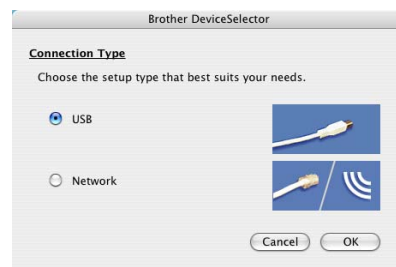 Brother DeviceSelector
Connection Type
Choose the setup type that best suits your needs.
USB
Network
Cancel OK